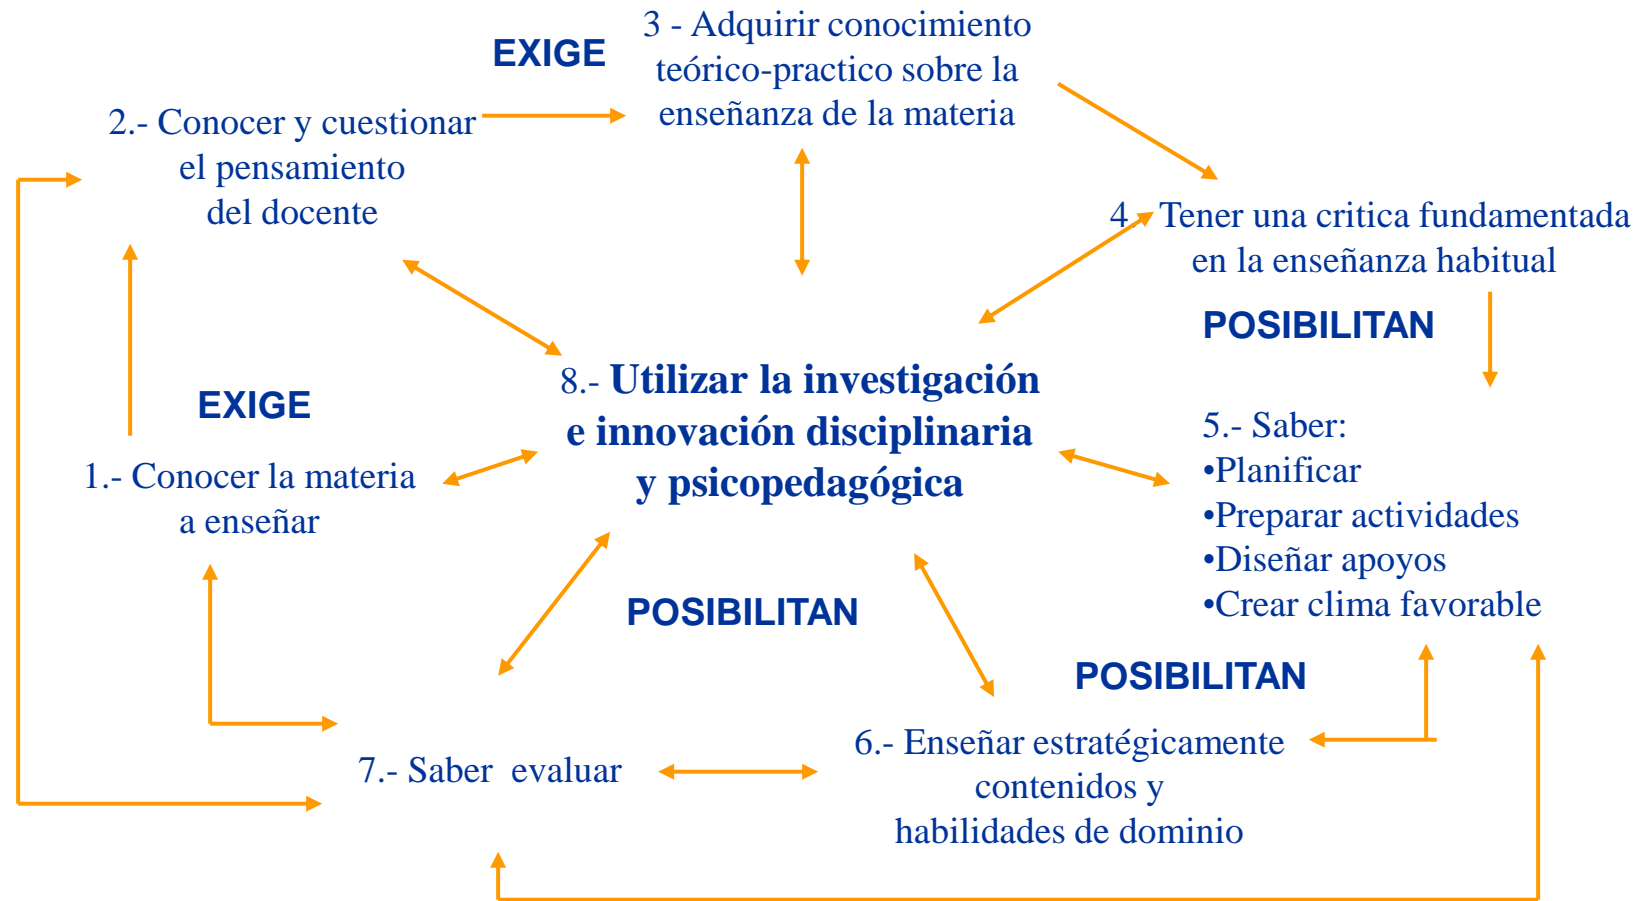 EXIGE
3 - Adquirir conocimiento
teórico-practico sobre la
enseñanza de la materia
2.- Conocer y cuestionar
el pensamiento
del docente
4. Tener una critica fundamentada
en la enseñanza habitual
POSIBILITAN
EXIGE
8.- Utilizar la investigación
e innovación disciplinaria
y psicopedagógica
1.- Conocer la materia
a enseñar
5.- Saber:
•Planificar
•Preparar actividades
•Diseñar apoyos
•Crear clima favorable
POSIBILITAN
POSIBILITAN
6.- Enseñar estratégicamente
contenidos y
habilidades de dominio
7.- Saber evaluar